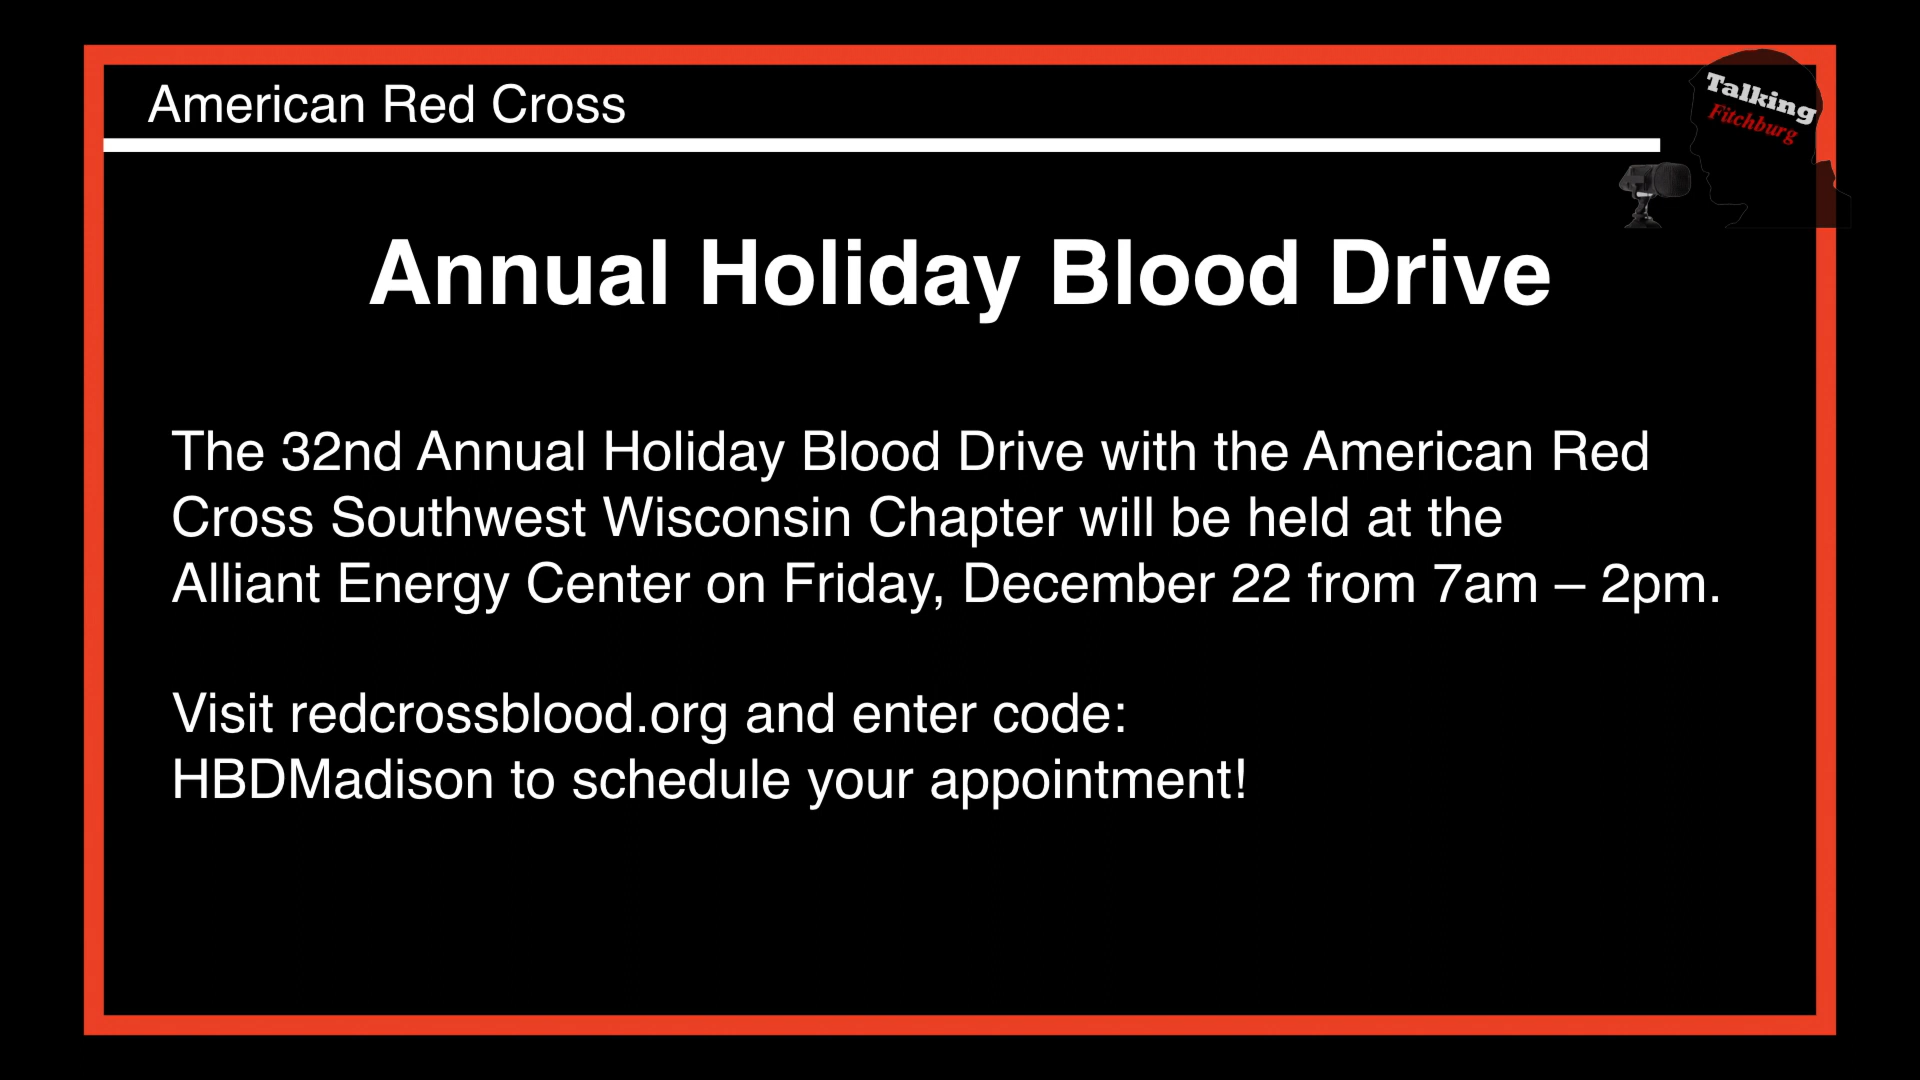 American Red Cross
Talking
Fitchburg
Annual Holiday Blood Drive
The 32nd Annual Holiday Blood Drive with the American Red
Cross Southwest Wisconsin Chapter will be held at the
Alliant Energy Center on Friday, December 22 from 7am – 2pm.
Visit redcrossblood.org and enter code:
HBDMadison to schedule your appointment!